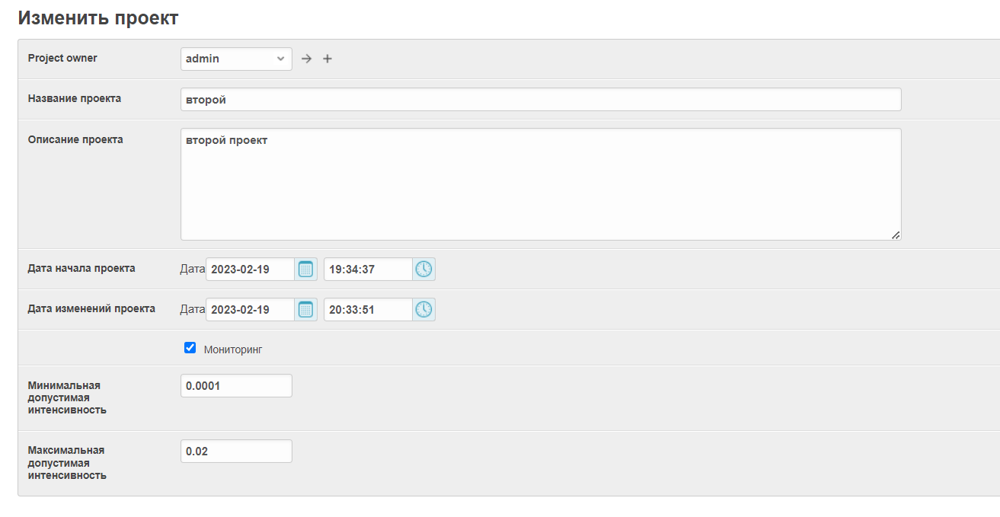 Изменить проект
Project owner admin
Название проекта второй
Описание проекта второй проект
Дата начала проекта Дата 2023-02-19 19:34:37
Дата изменений проекта Дата 2023-02-19 20:33:51
Мониторинг
Минимальная 0.0001
допустимая
интенсивность
Максимальная 0.02
допустимая
интенсивность